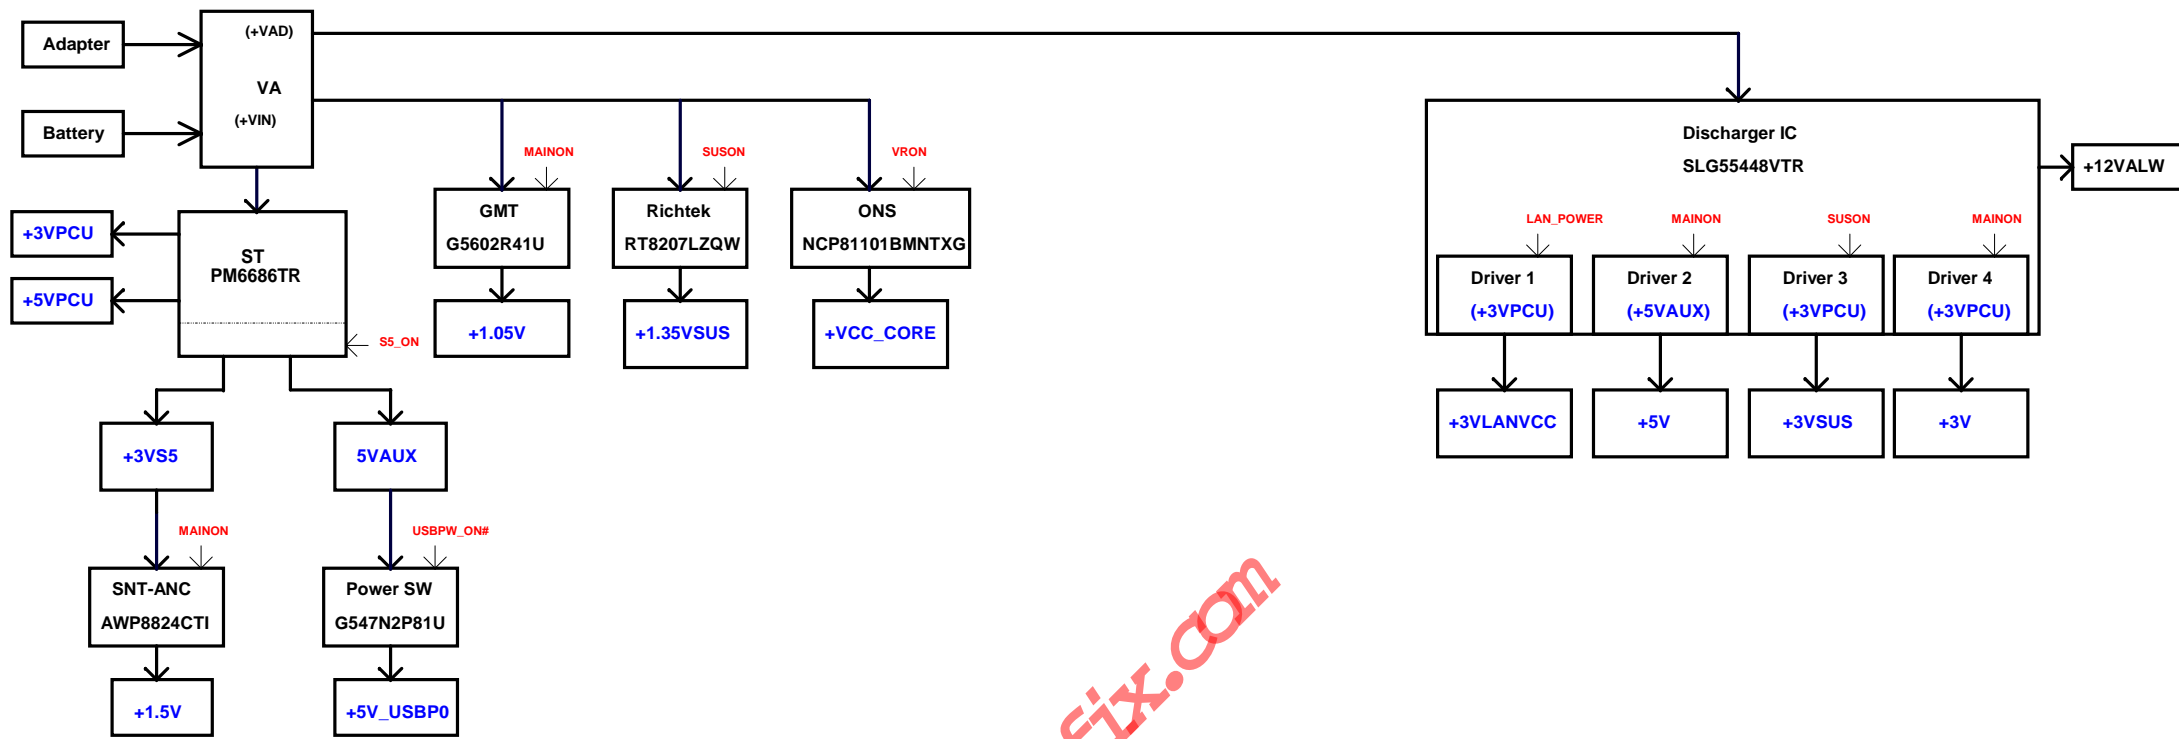 Adapter
(+VAD)
VA
(+VIN)
Battery
MAINON
SUSON
VRON
Discharger IC
SLG55448VTR
+12VALW
+3VPCU
+5VPCU
ST
PM6686TR
S5_ON
GMT
G5602R41U
Richtek
RT8207LZQW
ONS
NCP81101BMNTXG
LAN_POWER
MAINON
SUSON
MAINON
Driver 1
(+3VPCU)
Driver 2
(+5VAUX)
Driver 3
(+3VPCU)
Driver 4
(+3VPCU)
+1.05V
+1.35VSUS
+VCC_CORE
+3VLANVCC
+5V
+3VSUS
+3V
+3VS5
5VAUX
MAINON
USBPW_ON#
SNT-ANC
AWP8824CTI
Power SW
G547N2P81U
+1.5V
+5V_USBP0
fix.com